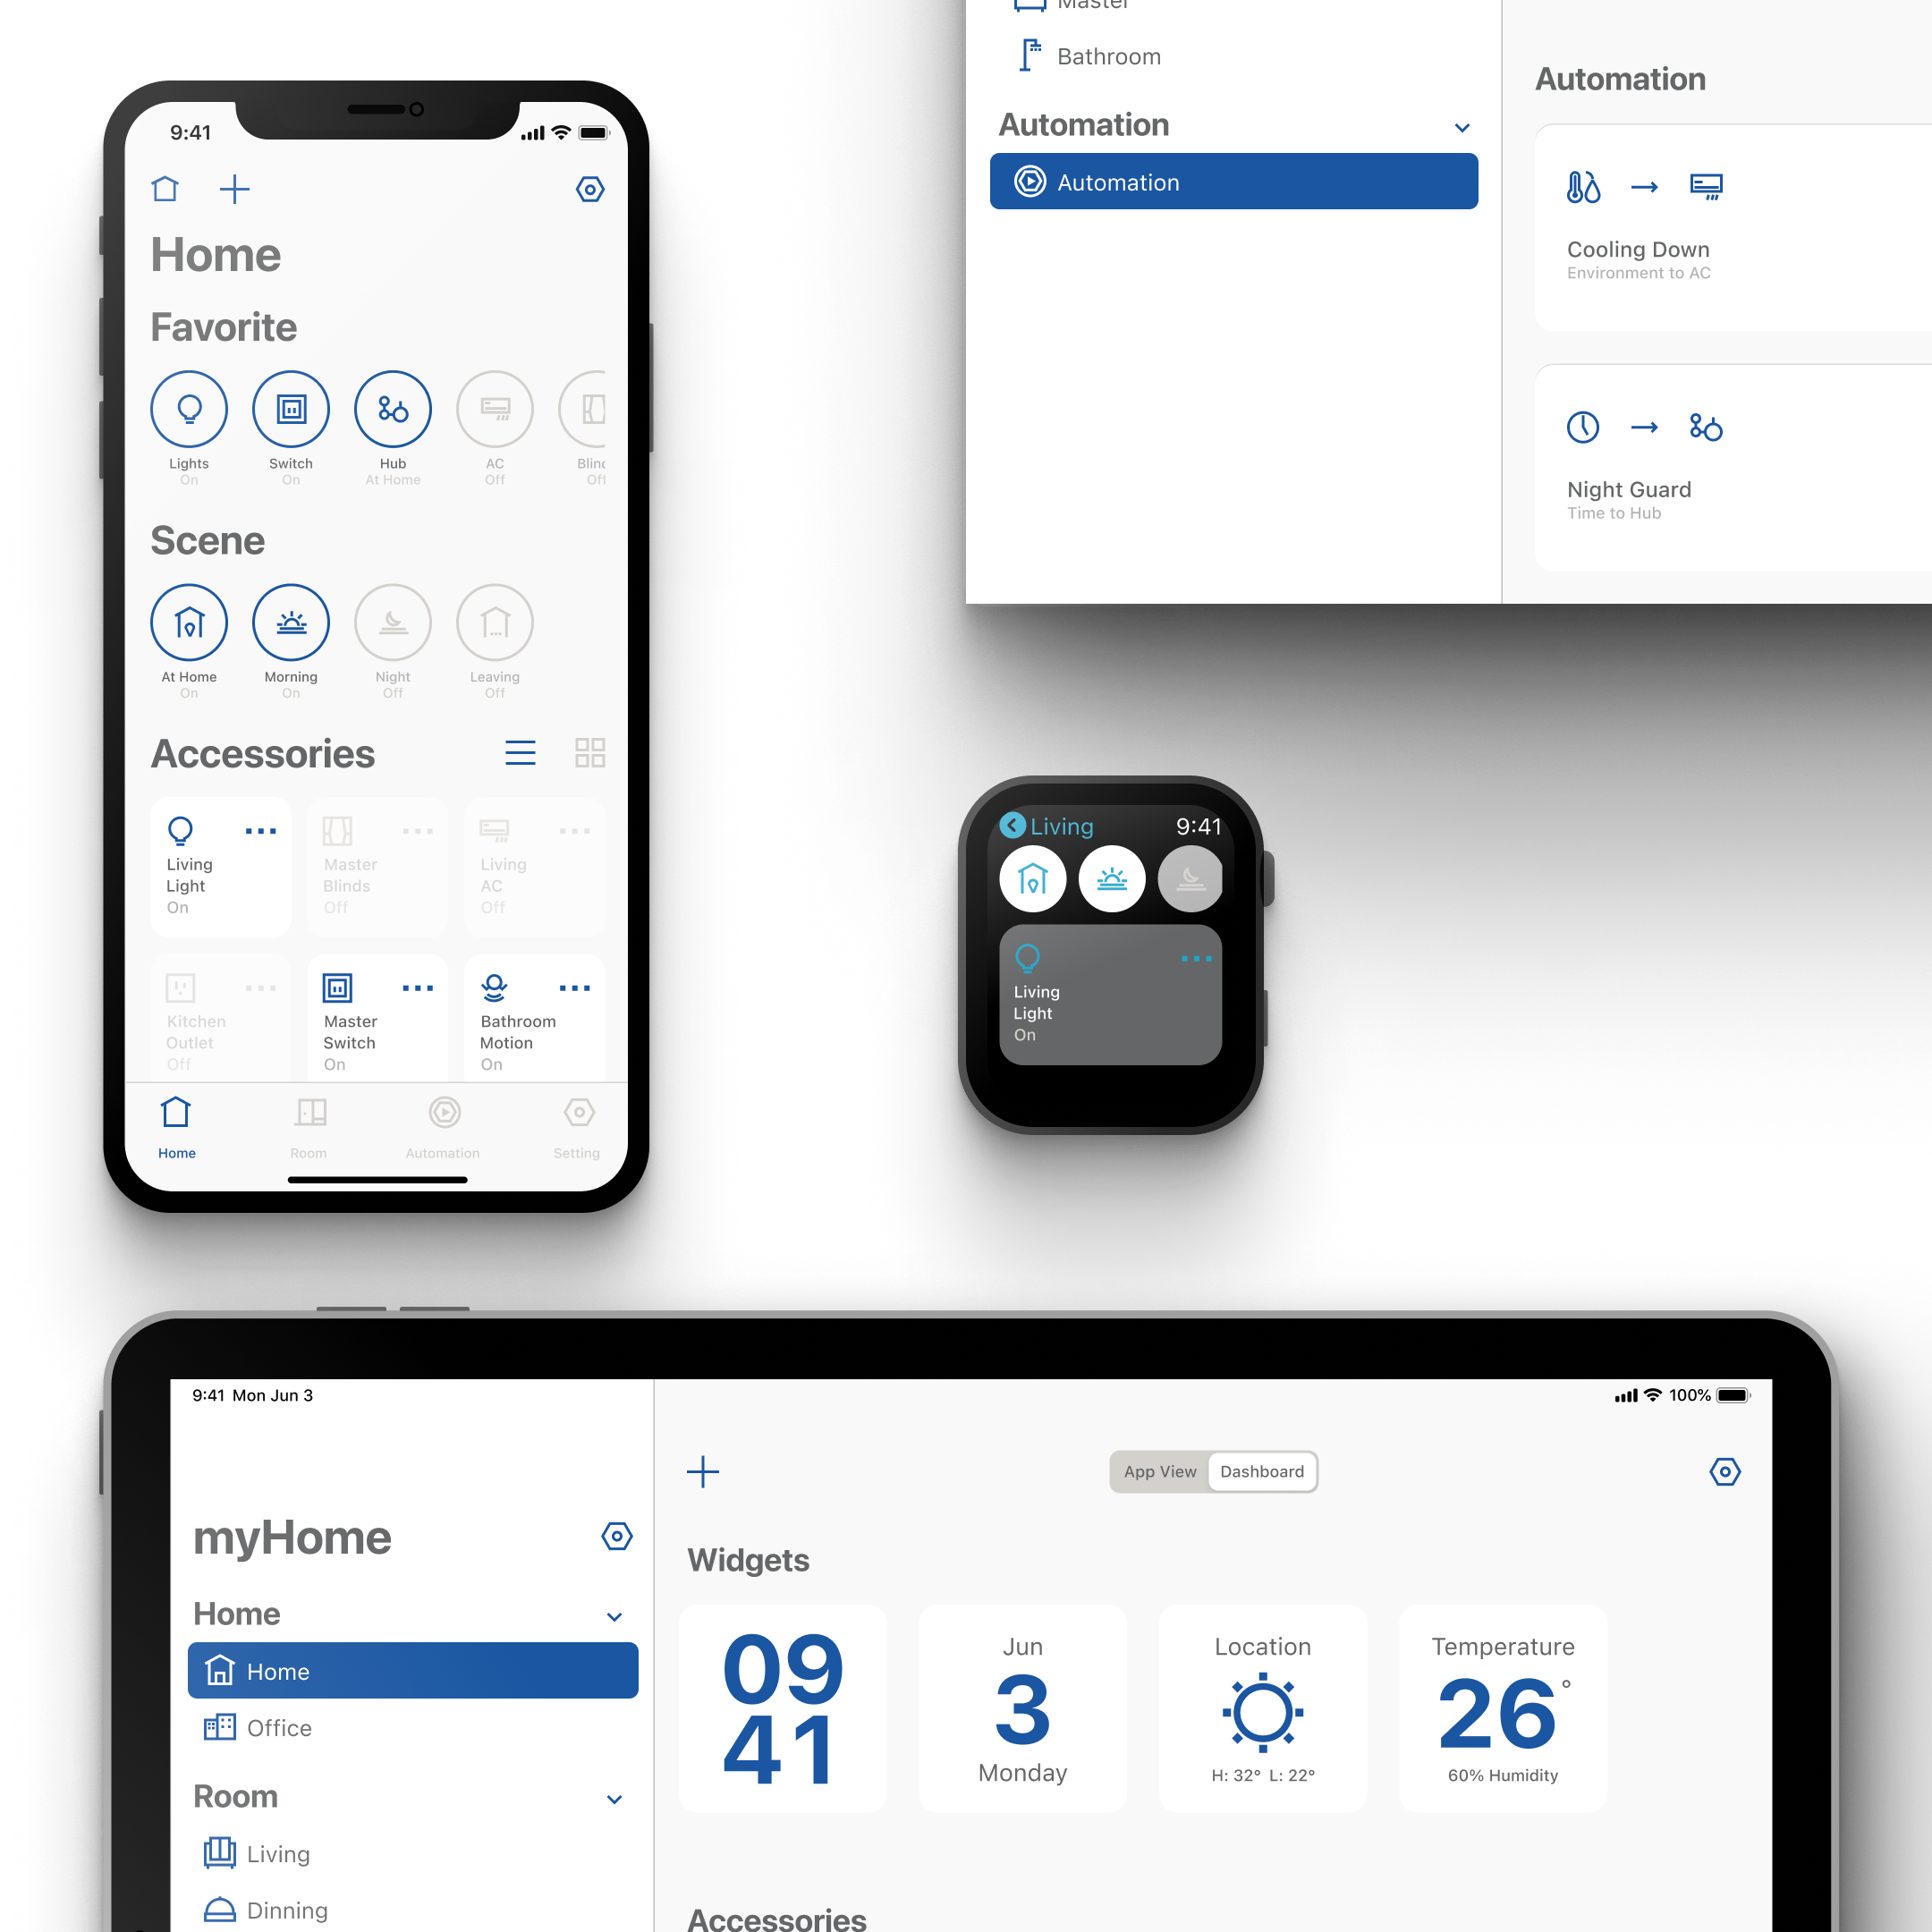 9:41
Home
Favorite
Lights
On
Switch
On
Hub
At Home
AC
Off
Scene
At Home
On
Morning
On
Night
Off
Leaving
Off
Accessories
Living
Light
On
Master
Blinds
Off
Living
AC
Off
Kitchen
Outlet
Off
Master
Switch
On
Bathroom
Motion
On
Home
Room
Automation
Setting
Master
Bathroom
Automation
Automation
Automation
Cooling Down
Environment to AC
Night Guard
Time to Hub
Living 9:41
Living
Light
On
9:41 Mon Jun 3
100%
myHome
Home
Home
Office
Room
Living
Dinning
App View Dashboard
Widgets
09
41
Jun
3
Monday
Location
H: 32° L: 22°
Temperature
26°
60% Humidity
Accessories